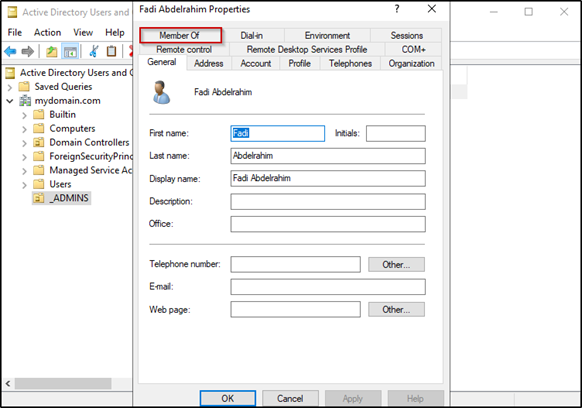 Fadi Abdelrahim Properties
?
Active Directory Users and C
File Action View Help
Active Directory Users and C
Saved Queries
mydomain.com
Builtin
Computers
Domain Controllers
ForeignSecurityPrinc
Managed Service Ac
Users
_ADMINS
Member Of Dial-in Environment Sessions
Remote control Remote Desktop Services Profile COM+
General Address Account Profile Telephones Organization
Fadi Abdelrahim
First name: Fadi Initials:
Last name: Abdelrahim
Display name: Fadi Abdelrahim
Description:
Office:
Telephone number: Other...
E-mail:
Web page: Other...
OK Cancel Apply Help